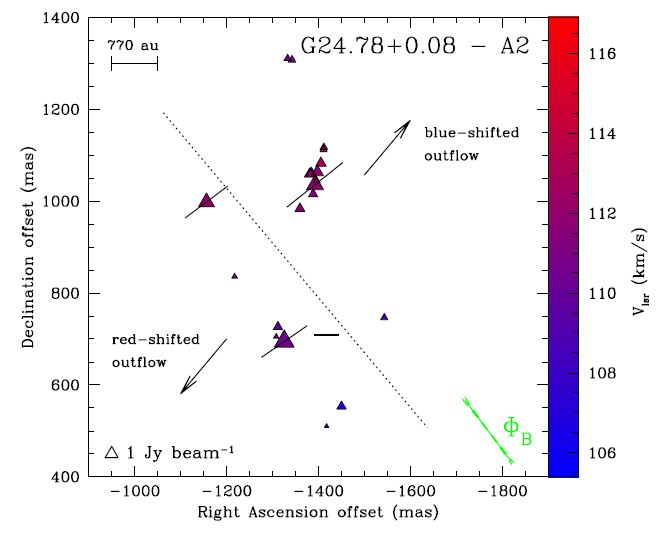 G24.78+0.08 − A2
770 au
blue−shifted
outflow
red−shifted
outflow
1 Jy beam⁻¹
Φ_B
1400
1200
1000
800
600
400
−1000 −1200 −1400 −1600 −1800
Right Ascension offset (mas)
Declination offset (mas)
116
114
112
110
108
106
V_lsr (km/s)